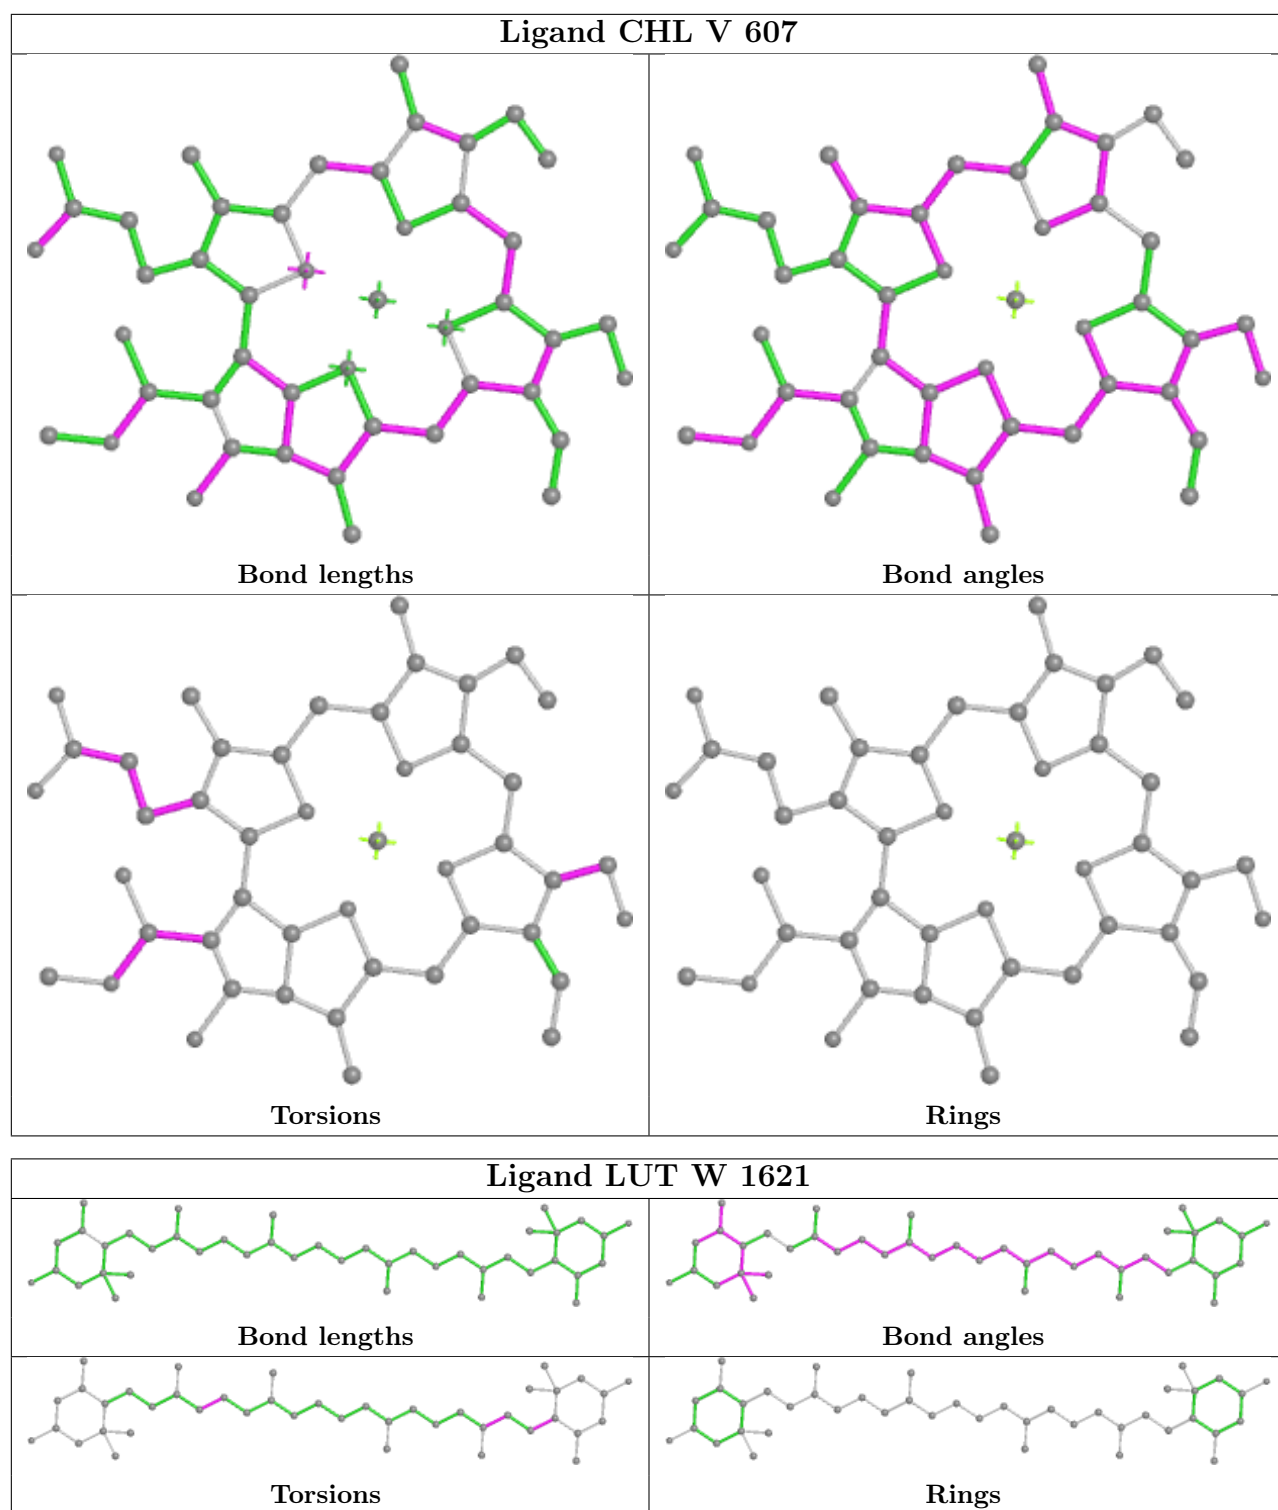 Ligand CHL V 607
Bond lengths
Bond angles
Torsions
Rings
Ligand LUT W 1621
Bond lengths
Bond angles
Torsions
Rings